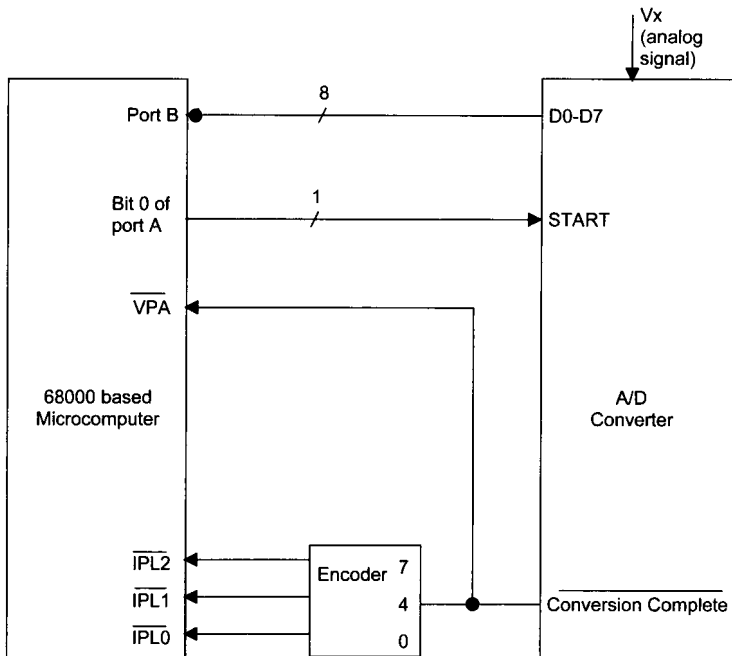 Vx
(analog
signal)
8
Port B
D0-D7
1
Bit 0 of
port A
START
VPA
68000 based
Microcomputer
A/D
Converter
IPL2
Encoder 7
IPL1
4
Conversion Complete
IPL0
0